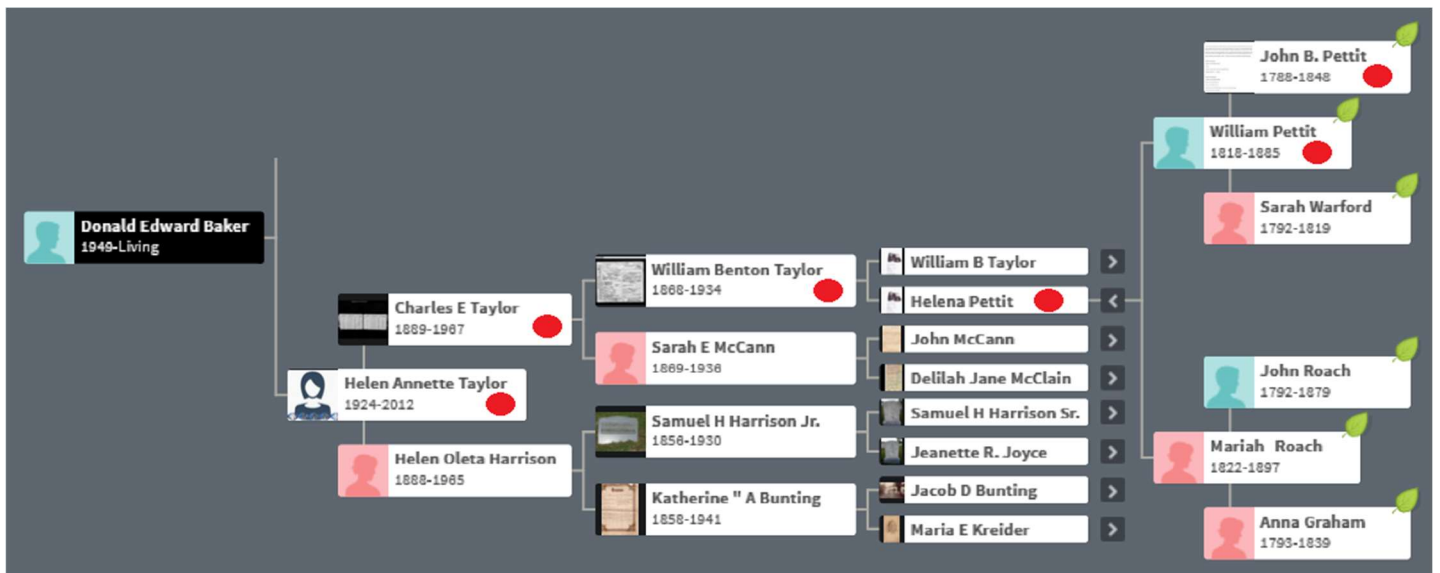 John B. Pettit
1788-1848
William Pettit
1818-1885
Sarah Warford
1792-1819
Donald Edward Baker
1949-Living
William Benton Taylor
1868-1934
William B Taylor
Helena Pettit
Charles E Taylor
1889-1967
Sarah E McCann
1869-1936
John McCann
Delilah Jane McClain
Helen Annette Taylor
1924-2012
Samuel H Harrison Jr.
1856-1930
Samuel H Harrison Sr.
Jeanette R. Joyce
Helen Oleta Harrison
1888-1965
Katherine " A Bunting
1858-1941
Jacob D Bunting
Maria E Kreider
John Roach
1792-1879
Mariah Roach
1822-1897
Anna Graham
1793-1839